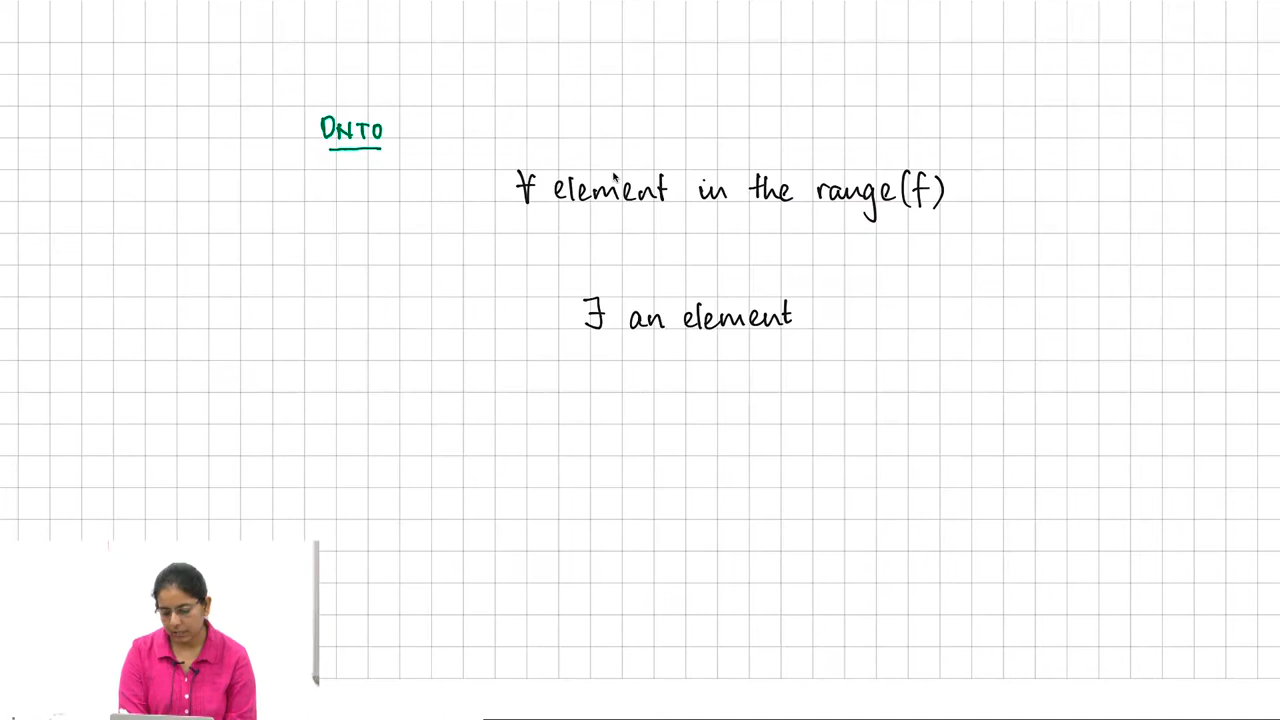 ONTO
∀ element in the range(f)
∃ an element